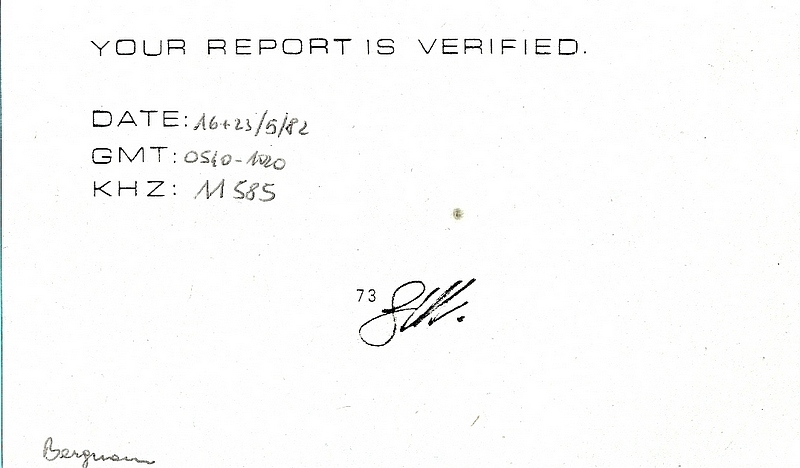 YOUR REPORT IS VERIFIED.
DATE: 16+23/5/82
GMT: 0540-1020
KHZ: 11585
73
Bergmann